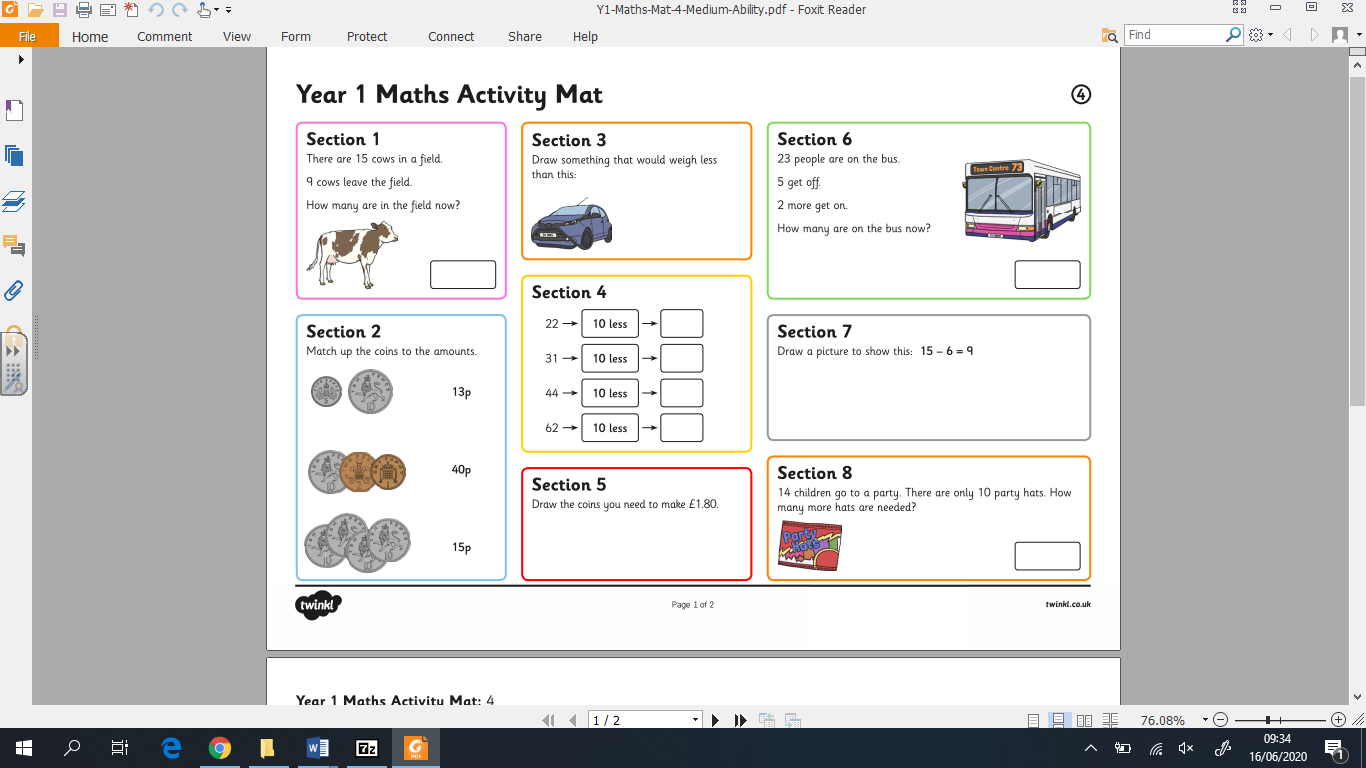 Y1-Maths-Mat-4-Medium-Ability.pdf - Foxit Reader
File Home Comment View Form Protect Connect Share Help
Find
Year 1 Maths Activity Mat
4
Section 1
There are 15 cows in a field.
9 cows leave the field.
How many are in the field now?
Section 2
Match up the coins to the amounts.
13p
40p
15p
Section 3
Draw something that would weigh less
than this:
Section 4
22 → 10 less →
31 → 10 less →
44 → 10 less →
62 → 10 less →
Section 5
Draw the coins you need to make £1.80.
Section 6
23 people are on the bus.
5 get off.
2 more get on.
How many are on the bus now?
Town Centre 73
Section 7
Draw a picture to show this: 15 – 6 = 9
Section 8
14 children go to a party. There are only 10 party hats. How
many more hats are needed?
Party
Hats
twinkl
Page 1 of 2
twinkl.co.uk
Year 1 Maths Activity Mat: 4
1 / 2
76.08%
09:34
16/06/2020